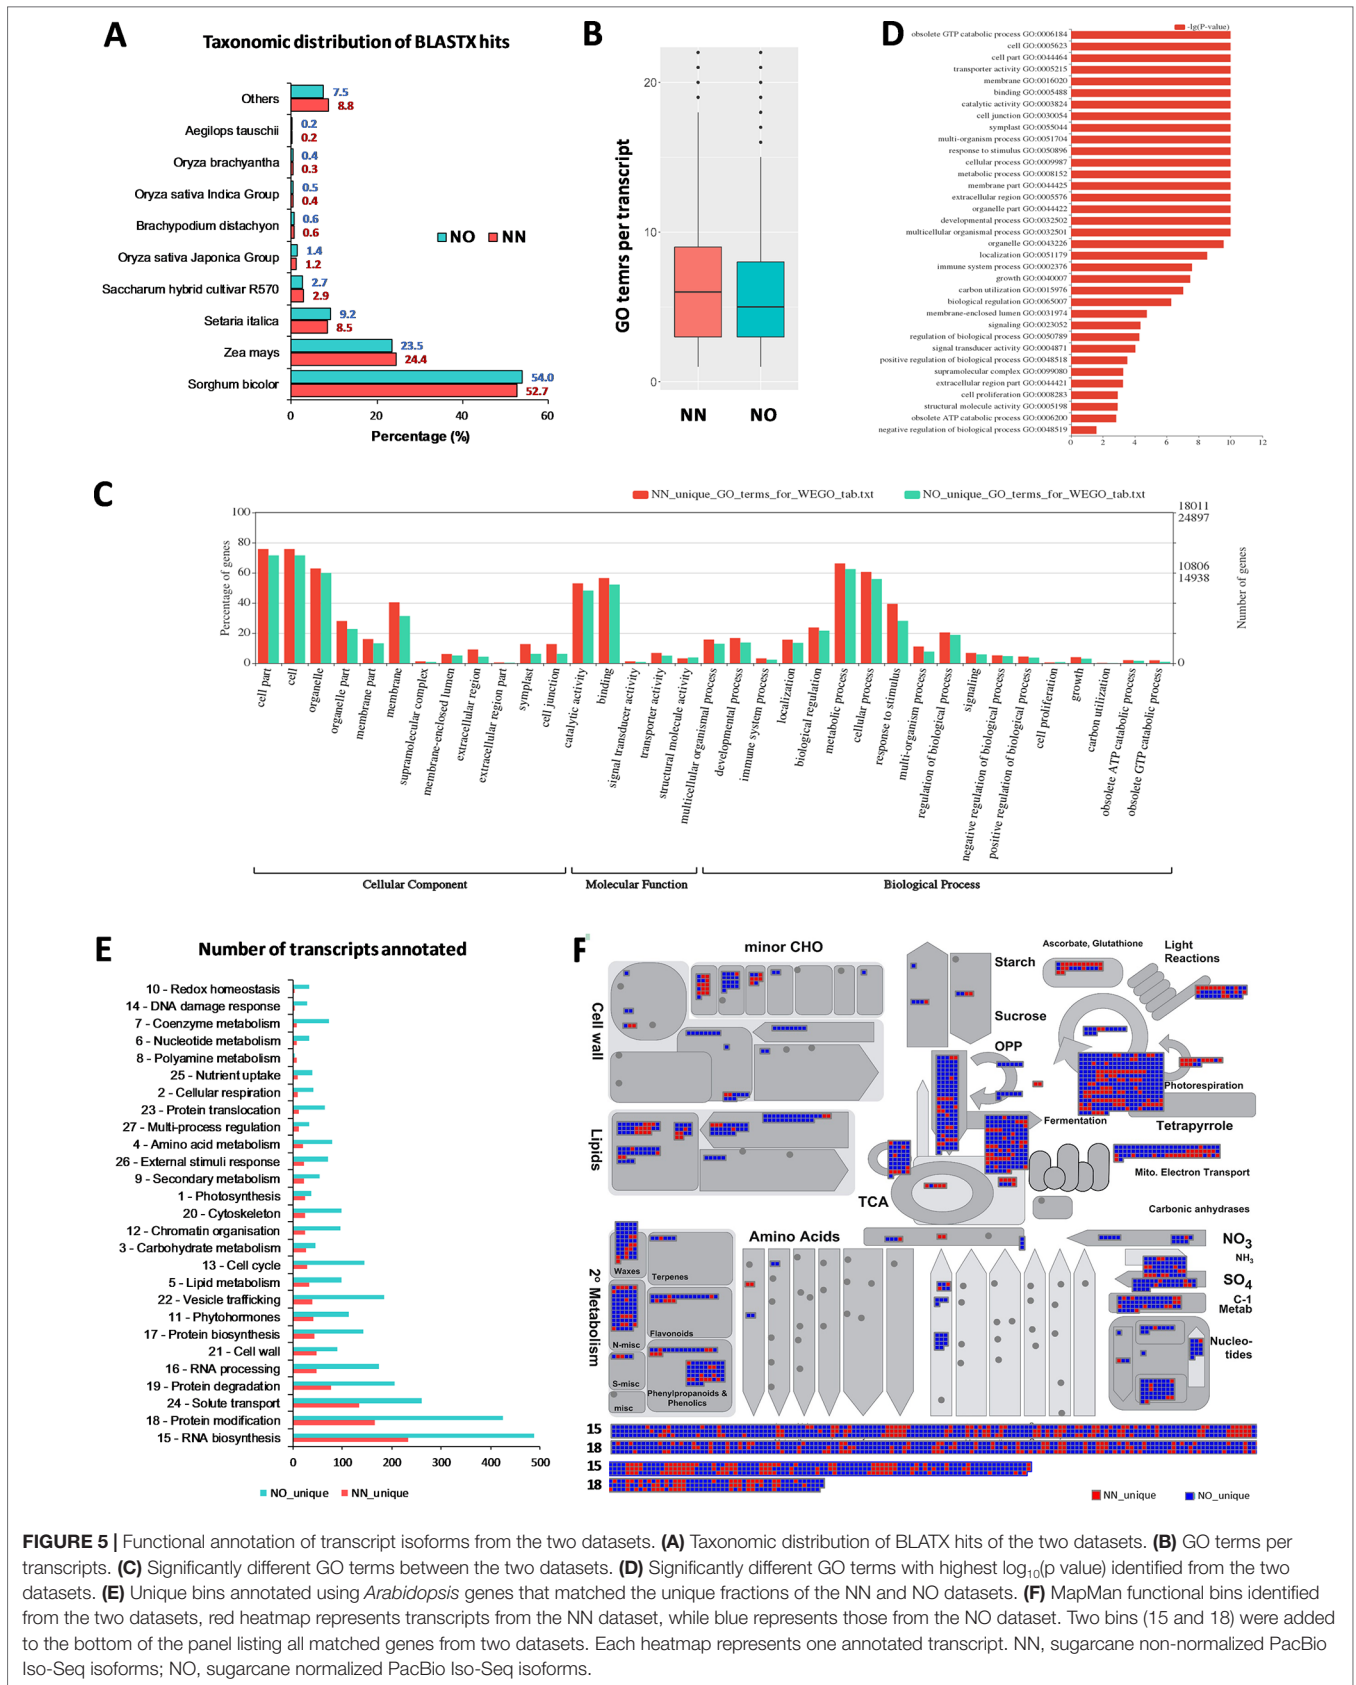 A
Taxonomic distribution of BLASTX hits
Others
7.5
8.8
Aegilops tauschii
0.2
0.2
Oryza brachyantha
0.4
0.3
Oryza sativa Indica Group
0.5
0.4
Brachypodium distachyon
0.6
0.6
Oryza sativa Japonica Group
1.4
1.2
Saccharum hybrid cultivar R570
2.7
2.9
Setaria italica
9.2
8.5
Zea mays
23.5
24.4
Sorghum bicolor
54.0
52.7
NO NN
0 20 40 60
Percentage (%)
B
GO temrs per transcript
20
10
0
NN NO
D
-lg(P-value)
obsolete GTP catabolic process GO:0006184
cell GO:0005623
cell part GO:0044464
transporter activity GO:0005215
membrane GO:0016020
binding GO:0005488
catalytic activity GO:0003824
cell junction GO:0030054
symplast GO:0055044
multi-organism process GO:0051704
response to stimulus GO:0050896
cellular process GO:0009987
metabolic process GO:0008152
membrane part GO:0044425
extracellular region GO:0005576
organelle part GO:0044422
developmental process GO:0032502
multicellular organismal process GO:0032501
organelle GO:0043226
localization GO:0051179
immune system process GO:0002376
growth GO:0040007
carbon utilization GO:0015976
biological regulation GO:0065007
membrane-enclosed lumen GO:0031974
signaling GO:0023052
regulation of biological process GO:0050789
signal transducer activity GO:0004871
positive regulation of biological process GO:0048518
supramolecular complex GO:0099080
extracellular region part GO:0044421
cell proliferation GO:0008283
structural molecule activity GO:0005198
obsolete ATP catabolic process GO:0006200
negative regulation of biological process GO:0048519
0 2 4 6 8 10 12
C
NN_unique_GO_terms_for_WEGO_tab.txt NO_unique_GO_terms_for_WEGO_tab.txt
Percentage of genes
100
80
60
40
20
0
18011
24897
10806
14938
0
Number of genes
cell part
cell
organelle
organelle part
membrane part
membrane
supramolecular complex
membrane-enclosed lumen
extracellular region
extracellular region part
symplast
cell junction
catalytic activity
binding
signal transducer activity
transporter activity
structural molecule activity
multicellular organismal process
developmental process
immune system process
localization
biological regulation
metabolic process
cellular process
response to stimulus
multi-organism process
regulation of biological process
signaling
negative regulation of biological process
positive regulation of biological process
cell proliferation
growth
carbon utilization
obsolete ATP catabolic process
obsolete GTP catabolic process
Cellular Component
Molecular Function
Biological Process
E
Number of transcripts annotated
10 - Redox homeostasis
14 - DNA damage response
7 - Coenzyme metabolism
6 - Nucleotide metabolism
8 - Polyamine metabolism
25 - Nutrient uptake
2 - Cellular respiration
23 - Protein translocation
27 - Multi-process regulation
4 - Amino acid metabolism
26 - External stimuli response
9 - Secondary metabolism
1 - Photosynthesis
20 - Cytoskeleton
12 - Chromatin organisation
3 - Carbohydrate metabolism
13 - Cell cycle
5 - Lipid metabolism
22 - Vesicle trafficking
11 - Phytohormones
17 - Protein biosynthesis
21 - Cell wall
16 - RNA processing
19 - Protein degradation
24 - Solute transport
18 - Protein modification
15 - RNA biosynthesis
0 100 200 300 400 500
NO_unique NN_unique
F
minor CHO
Cell wall
Lipids
2° Metabolism
Starch
Sucrose
OPP
Ascorbate, Glutathione
Light
Reactions
Photorespiration
Fermentation
Tetrapyrrole
Mito. Electron Transport
TCA
Carbonic anhydrases
Amino Acids
NO3
NH3
SO4
C-1
Metab
Nucleo-
tides
Waxes
Terpenes
Flavonoids
N-misc
S-misc
Phenylpropanoids &
Phenolics
misc
15
18
15
18
NN_unique NO_unique
FIGURE 5 | Functional annotation of transcript isoforms from the two datasets. (A) Taxonomic distribution of BLATX hits of the two datasets. (B) GO terms per
transcripts. (C) Significantly different GO terms between the two datasets. (D) Significantly different GO terms with highest log10(p value) identified from the two
datasets. (E) Unique bins annotated using Arabidopsis genes that matched the unique fractions of the NN and NO datasets. (F) MapMan functional bins identified
from the two datasets, red heatmap represents transcripts from the NN dataset, while blue represents those from the NO dataset. Two bins (15 and 18) were added
to the bottom of the panel listing all matched genes from two datasets. Each heatmap represents one annotated transcript. NN, sugarcane non-normalized PacBio
Iso-Seq isoforms; NO, sugarcane normalized PacBio Iso-Seq isoforms.